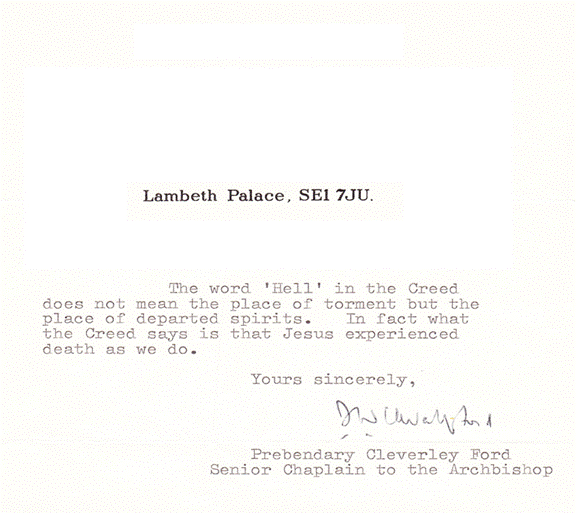 Lambeth Palace, SE1 7JU.
The word 'Hell' in the Creed
does not mean the place of torment but the
place of departed spirits. In fact what
the Creed says is that Jesus experienced
death as we do.
Yours sincerely,
Prebendary Cleverley Ford
Senior Chaplain to the Archbishop